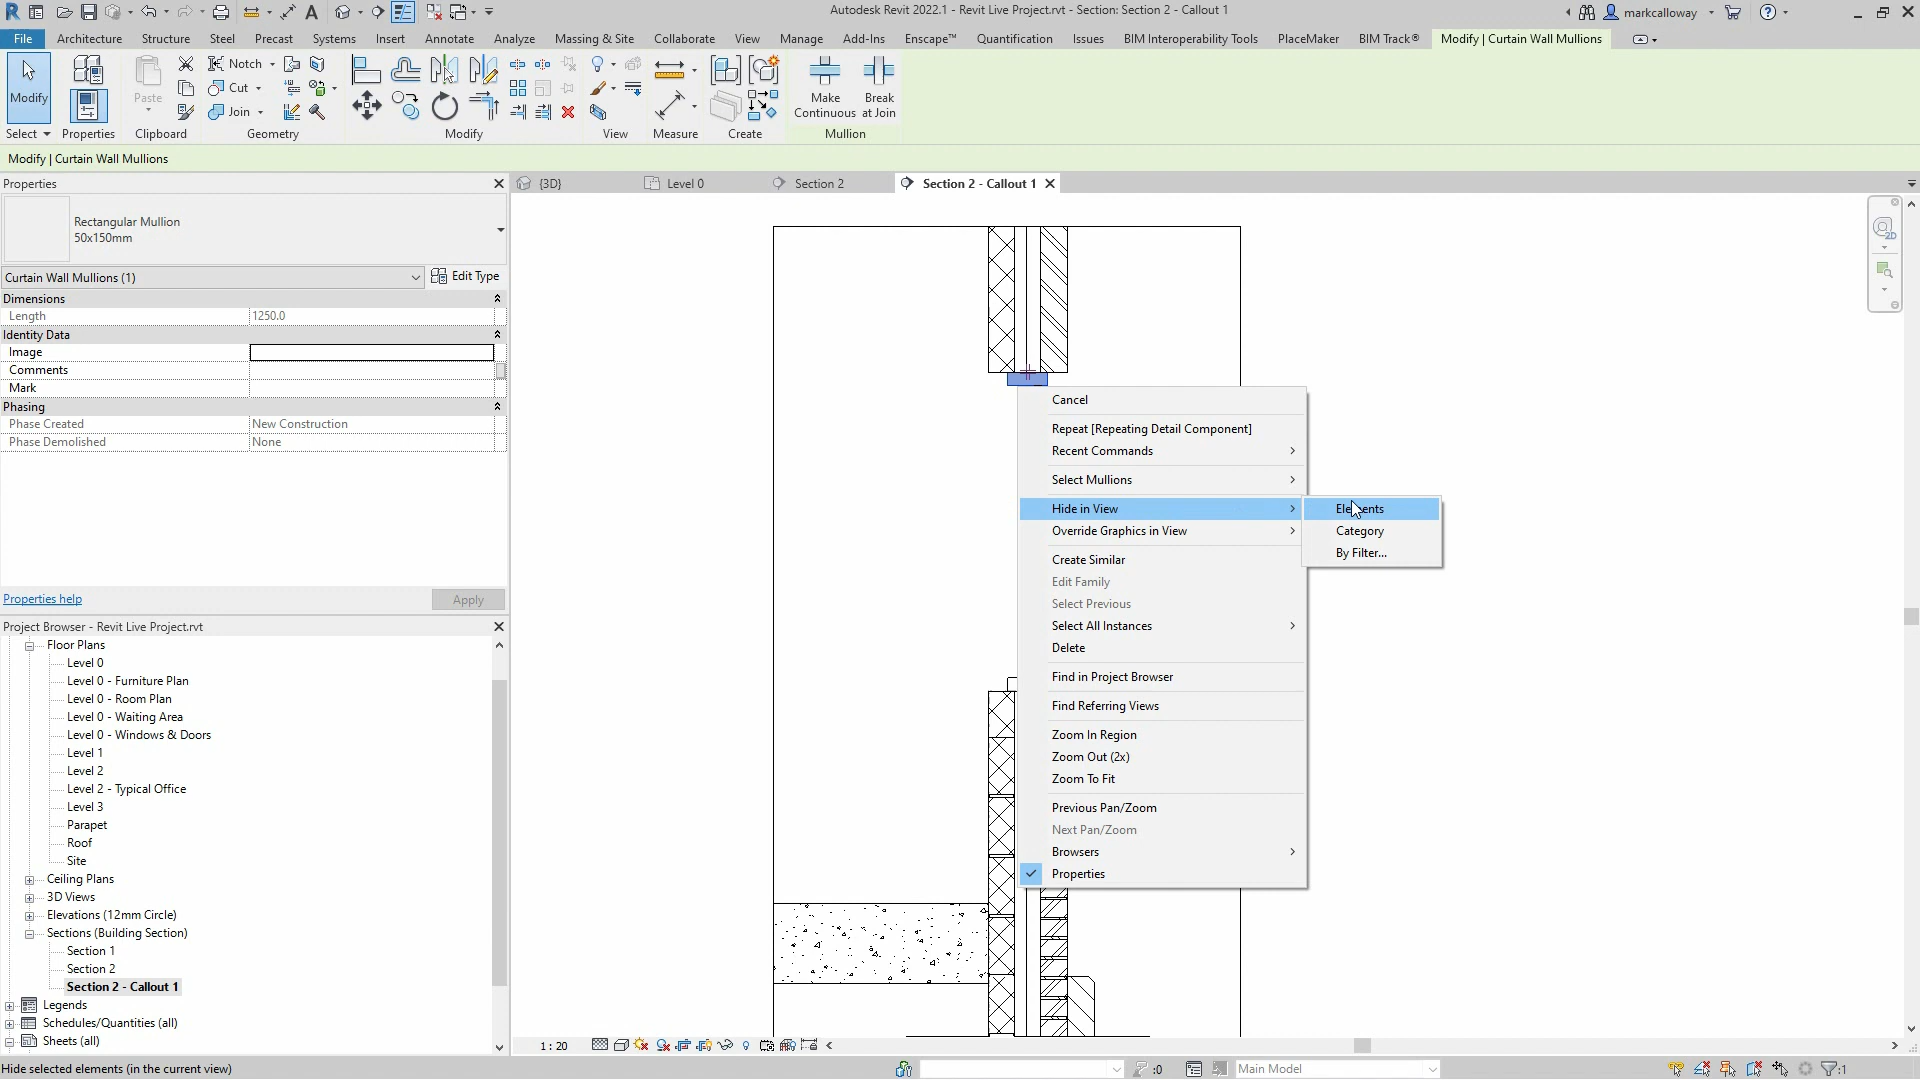 Autodesk Revit 2022.1 - Revit Live Project.rvt - Section: Section 2 - Callout 1
markcalloway
File
Architecture
Structure
Steel
Precast
Systems
Insert
Annotate
Analyze
Massing & Site
Collaborate
View
Manage
Add-Ins
Enscape™
Quantification
Issues
BIM Interoperability Tools
PlaceMaker
BIM Track®
Modify | Curtain Wall Mullions
Modify
Paste
Notch
Cut
Join
Make Continuous
Break at Join
Select
Properties
Clipboard
Geometry
Modify
View
Measure
Create
Mullion
Modify | Curtain Wall Mullions
Properties
{3D}
Level 0
Section 2
Section 2 - Callout 1
Rectangular Mullion
50x150mm
Curtain Wall Mullions (1)
Edit Type
Dimensions
Length 1250.0
Identity Data
Image
Comments
Mark
Phasing
Phase Created New Construction
Phase Demolished None
Properties help
Apply
Project Browser - Revit Live Project.rvt
Floor Plans
Level 0
Level 0 - Furniture Plan
Level 0 - Room Plan
Level 0 - Waiting Area
Level 0 - Windows & Doors
Level 1
Level 2
Level 2 - Typical Office
Level 3
Parapet
Roof
Site
Ceiling Plans
3D Views
Elevations (12mm Circle)
Sections (Building Section)
Section 1
Section 2
Section 2 - Callout 1
Legends
Schedules/Quantities (all)
Sheets (all)
2D
Cancel
Repeat [Repeating Detail Component]
Recent Commands
Select Mullions
Hide in View
Override Graphics in View
Create Similar
Edit Family
Select Previous
Select All Instances
Delete
Find in Project Browser
Find Referring Views
Zoom In Region
Zoom Out (2x)
Zoom To Fit
Previous Pan/Zoom
Next Pan/Zoom
Browsers
Properties
Elements
Category
By Filter...
1 : 20
Hide selected elements (in the current view)
:0
Main Model
:1